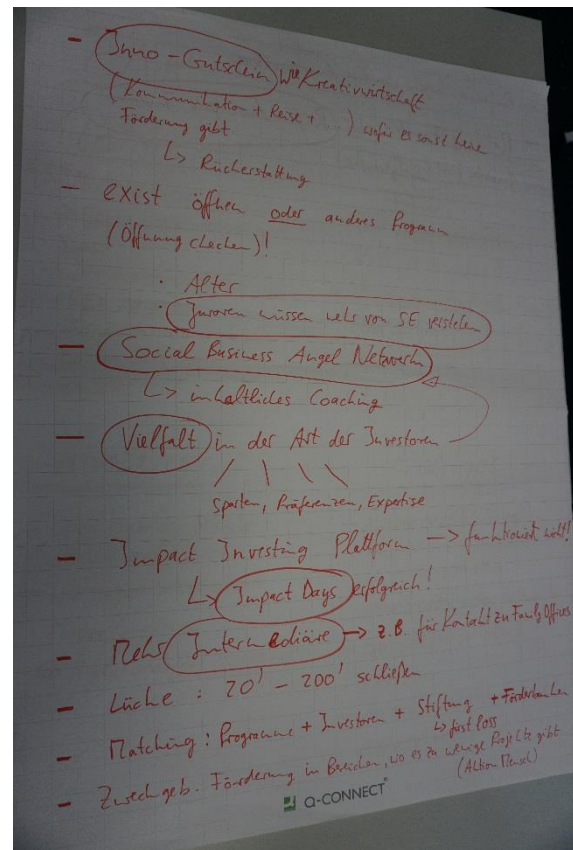 - Inno-Gutschein wie Kreativwirtschaft
(Kommunikation + Reise + ...) wofür es sonst keine
Förderung gibt
↳ Rückerstattung
- exist öffnen oder anderes Programm
(Öffnung checken)!
· Alter
· Juroren müssen mehr von SE verstehen
- Social Business Angel Netzwerk
↳ inhaltliches Coaching
- Vielfalt in der Art der Investoren
Sparten, Präferenzen, Expertise
- Impact Investing Plattform → funktioniert nicht!
↳ Impact Days erfolgreich!
- Mehr Intermediäre → z.B. für Kontakt zu Family Offices
- Lücke: 20' - 200' schließen
- Matching: Programme + Investoren + Stiftung + Förderbanken
↳ first loss
- Zweckgeb. Förderung in Bereichen, wo es zu wenige Projekte gibt
(Aktion Mensch)
Q-CONNECT®